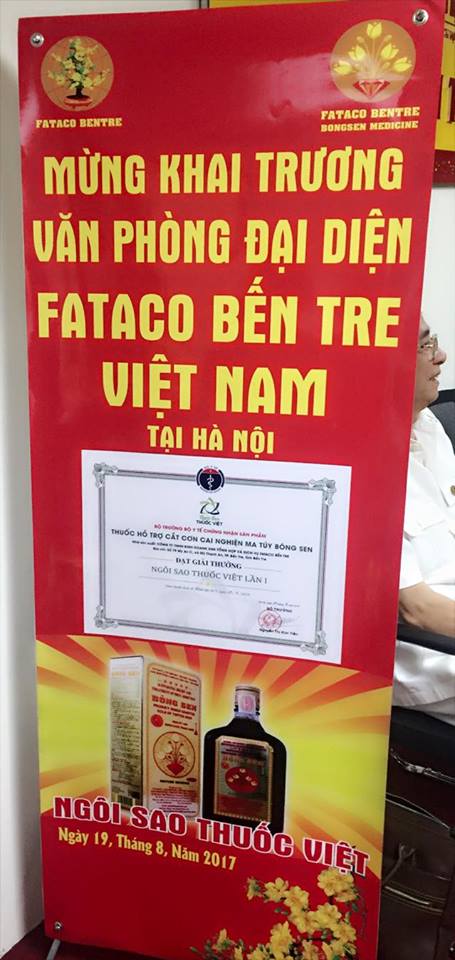 FATACO BENTRE
FATACO BENTRE
BONGSEN MEDICINE
MỪNG KHAI TRƯƠNG
VĂN PHÒNG ĐẠI DIỆN
FATACO BẾN TRE
VIỆT NAM
TẠI HÀ NỘI
THUỐC VIỆT
BỘ TRƯỞNG BỘ Y TẾ CHỨNG NHẬN SẢN PHẨM
THUỐC HỖ TRỢ CẮT CƠN CAI NGHIỆN MA TÚY BÔNG SEN
ĐẠT GIẢI THƯỞNG
NGÔI SAO THUỐC VIỆT LẦN I
BỘ TRƯỞNG
BÔNG SEN
NGÔI SAO THUỐC VIỆT
Ngày 19, Tháng 8, Năm 2017